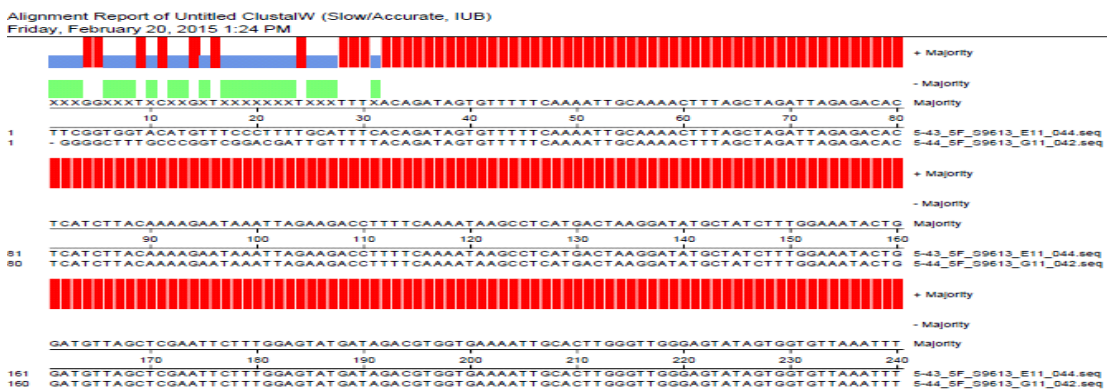 Alignment Report of Untitled ClustalW (Slow/Accurate, IUB)
Friday, February 20, 2015 1:24 PM
+ Majority
- Majority
XXXGGXXXTXCXXGXTXXXXXXXTXXXTTTXACAGATAGTGTTTTTCAAAATTGCAAAACTTTAGCTAGATTAGAGACAC Majority
10 20 30 40 50 60 70 80
1 TTCGGTGGTACATGTTTCCCTTTTGCATTTCACAGATAGTGTTTTTCAAAATTGCAAAACTTTAGCTAGATTAGAGACAC 5-43_5F_S9613_E11_044.seq
1 -GGGGCTTTGCCCGGTCGGACGATTGTTTTTACAGATAGTGTTTTTCAAAATTGCAAAACTTTAGCTAGATTAGAGACAC 5-44_5F_S9613_G11_042.seq
+ Majority
- Majority
TCATCTTACAAAAGAATAAATTAGAAGACCTTTTCAAAATAAGCCTCATGACTAAGGATATGCTATCTTTGGAAATACTG Majority
90 100 110 120 130 140 150 160
81 TCATCTTACAAAAGAATAAATTAGAAGACCTTTTCAAAATAAGCCTCATGACTAAGGATATGCTATCTTTGGAAATACTG 5-43_5F_S9613_E11_044.seq
80 TCATCTTACAAAAGAATAAATTAGAAGACCTTTTCAAAATAAGCCTCATGACTAAGGATATGCTATCTTTGGAAATACTG 5-44_5F_S9613_G11_042.seq
+ Majority
- Majority
GATGTTAGCTCGAATTCTTTGGAGTATGATAGACGTGGTGAAAATTGCACTTGGGTTGGGAGTATAGTGGTGTTAAATTT Majority
170 180 190 200 210 220 230 240
161 GATGTTAGCTCGAATTCTTTGGAGTATGATAGACGTGGTGAAAATTGCACTTGGGTTGGGAGTATAGTGGTGTTAAATTT 5-43_5F_S9613_E11_044.seq
160 GATGTTAGCTCGAATTCTTTGGAGTATGATAGACGTGGTGAAAATTGCACTTGGGTTGGGAGTATAGTGGTGTTAAATTT 5-44_5F_S9613_G11_042.seq